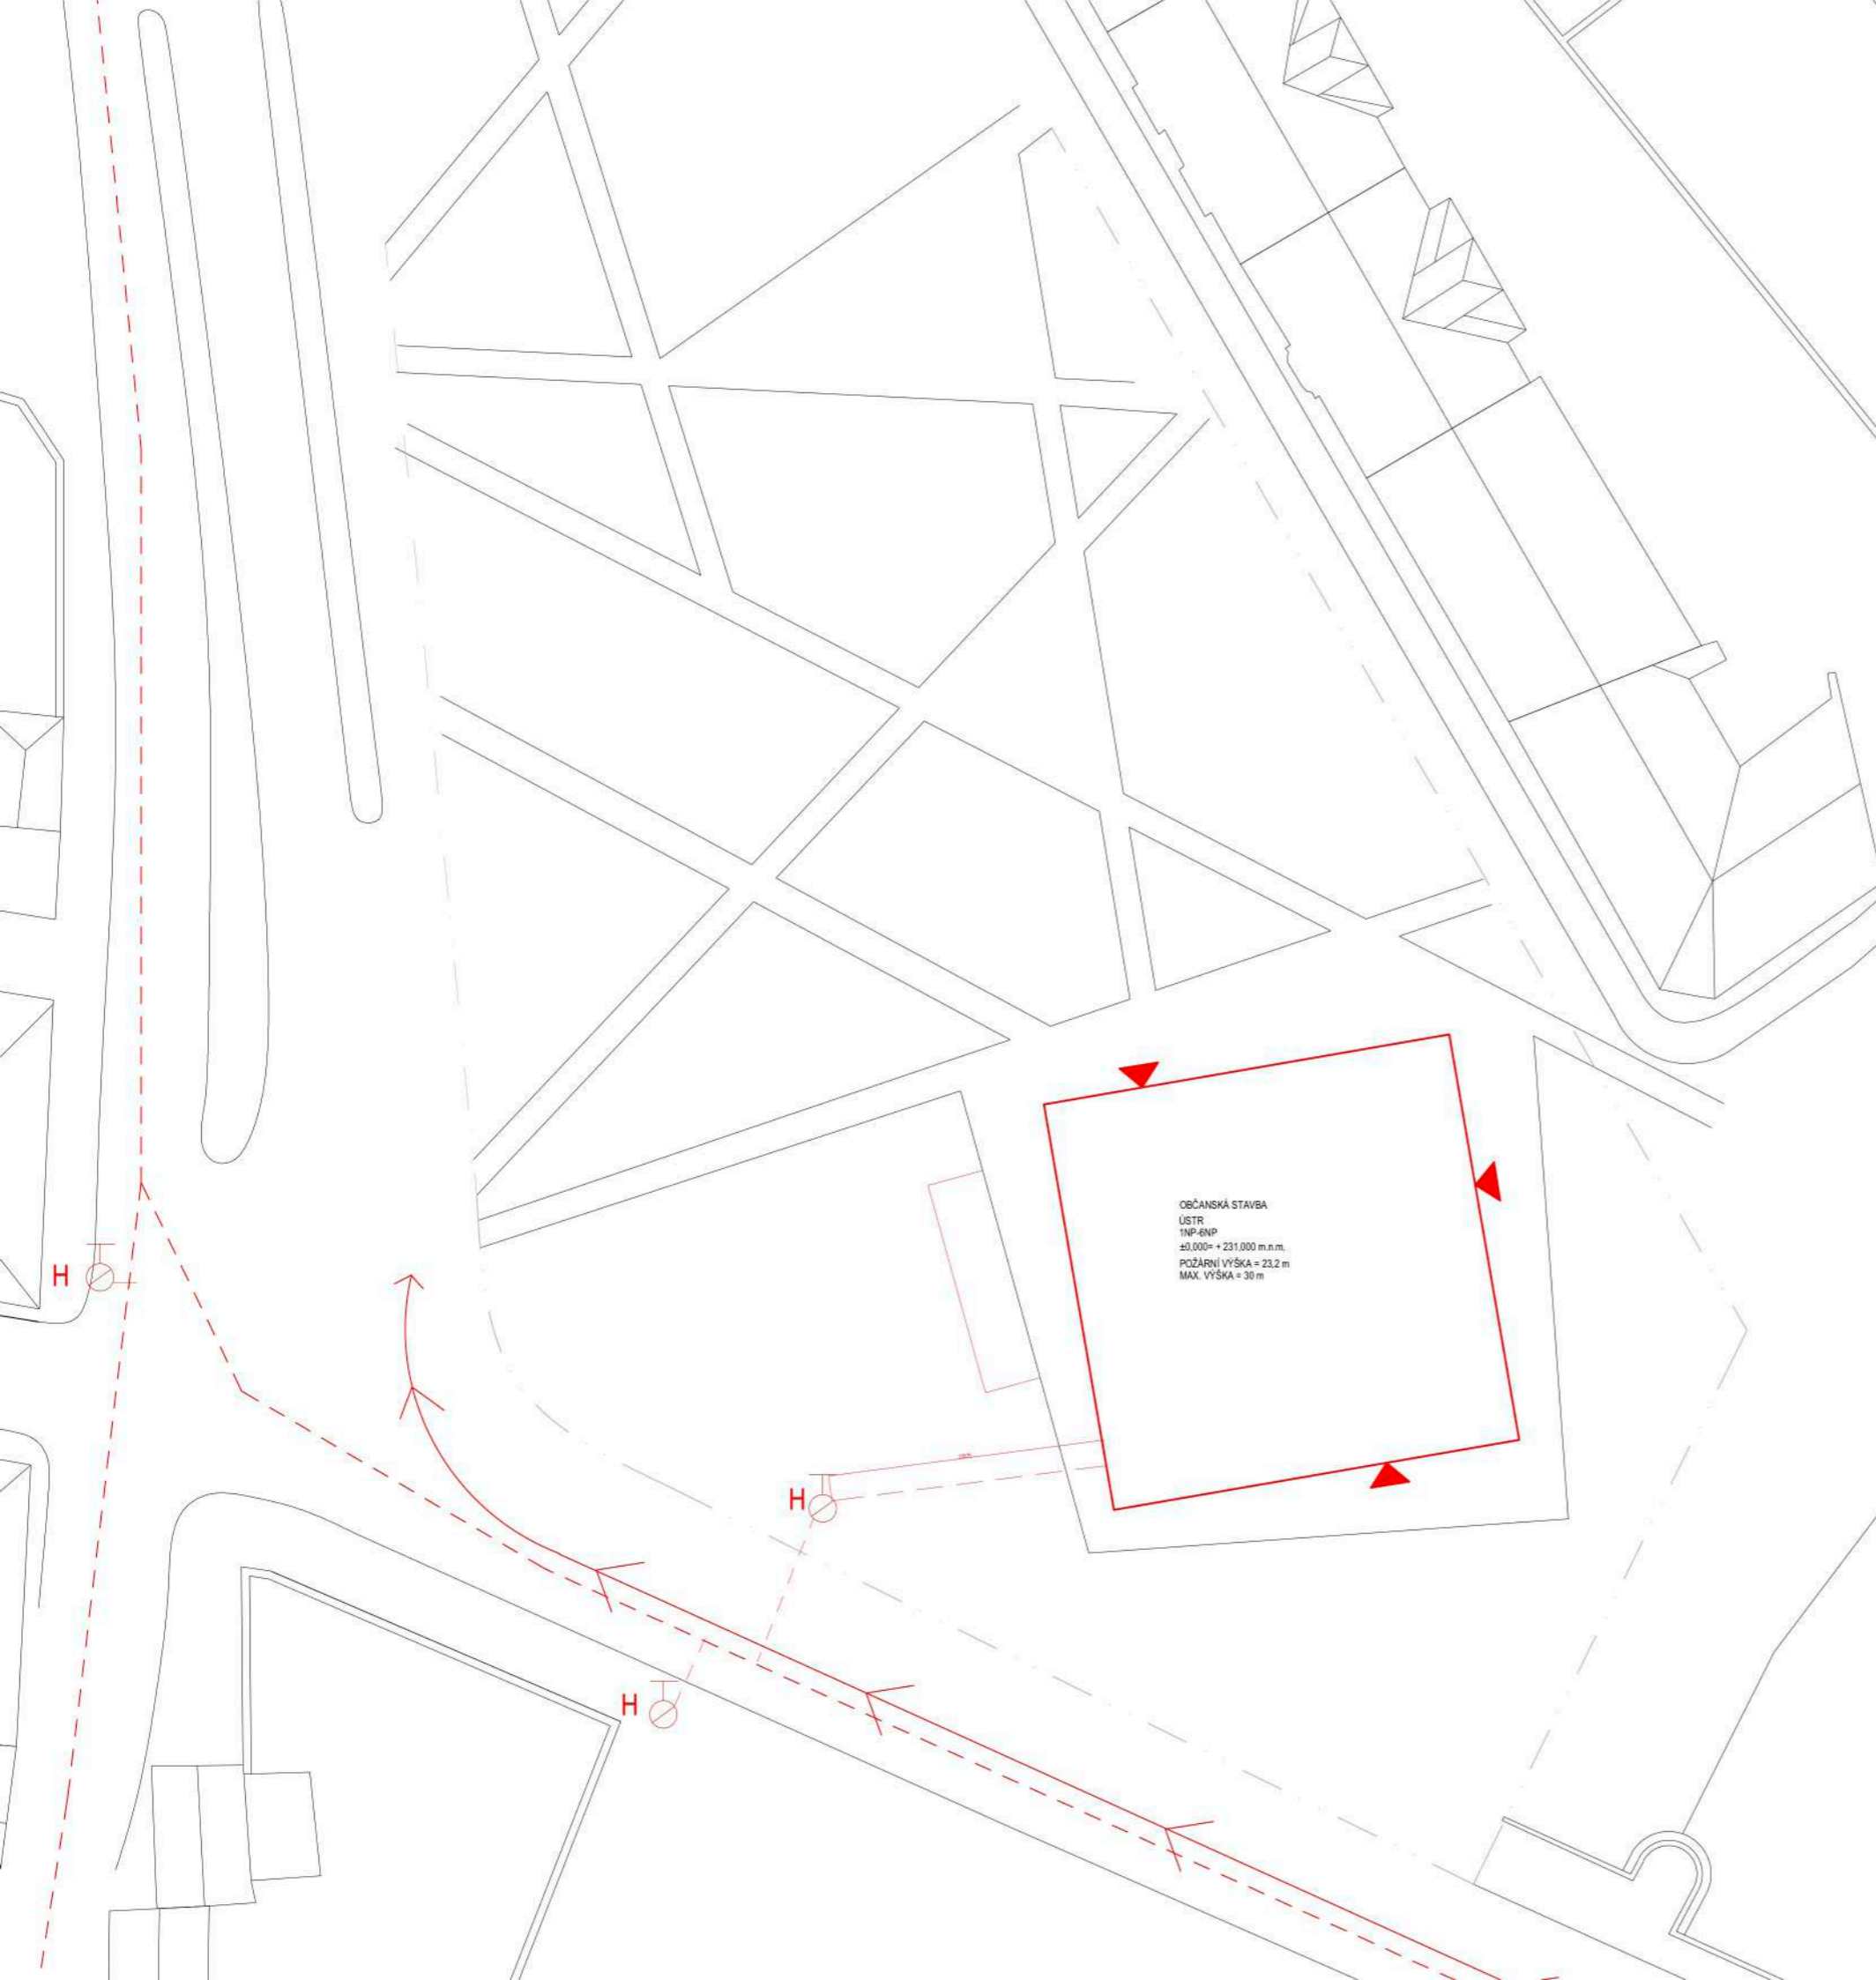 OBČANSKÁ STAVBA
ÚSTR
1NP-6NP
±0,000= + 231,000 m.n.m.
POŽÁRNÍ VÝŠKA = 23,2 m
MAX. VÝŠKA = 30 m
H
H
H